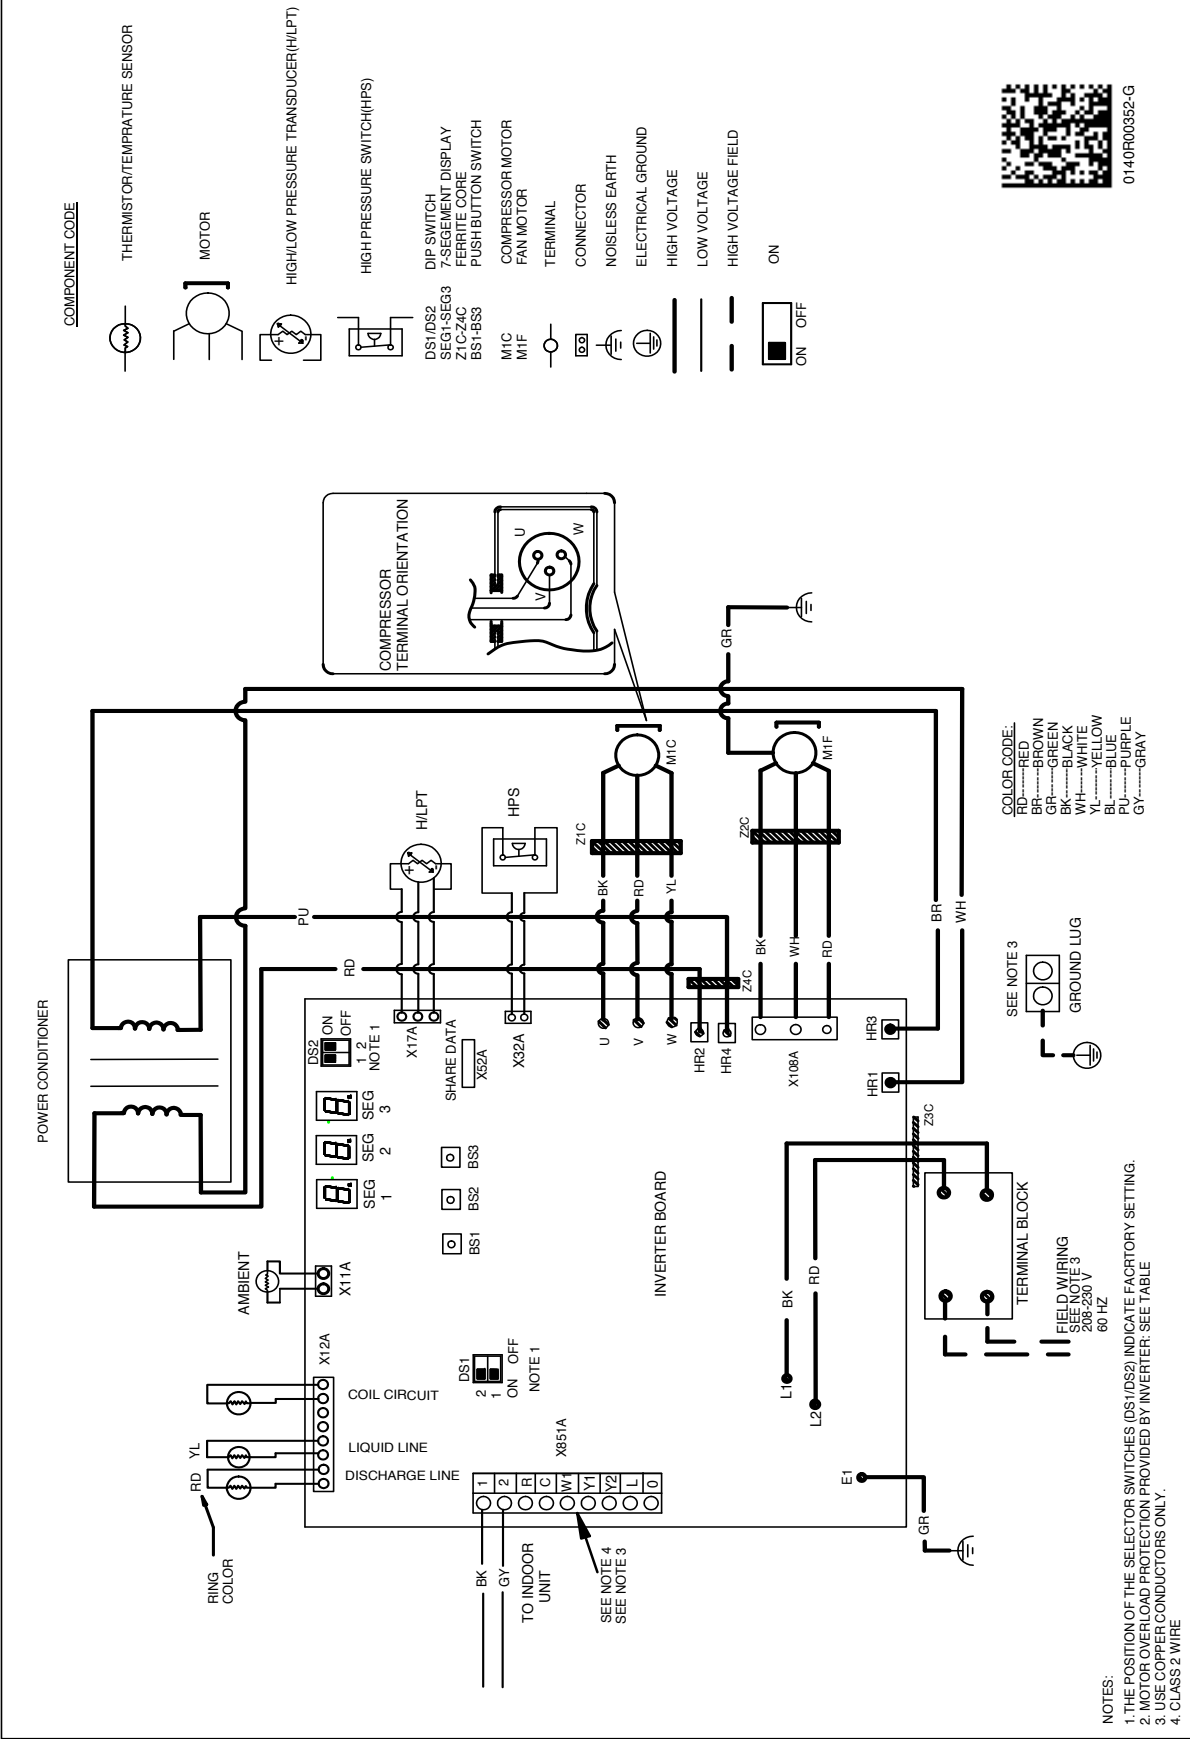 POWER CONDITIONER
AMBIENT
X11A
X12A
RD
YL
RING
COLOR
COIL CIRCUIT
LIQUID LINE
DISCHARGE LINE
SEG
1
SEG
2
SEG
3
DS2
ON
OFF
1 2
NOTE 1
DS1
2
1
ON OFF
NOTE 1
BS1
BS2
BS3
SHARE DATA
X52A
X17A
X32A
RD
PU
H/LPT
HPS
X851A
1
2
R
C
W1
Y1
Y2
L
0
BK
GY
TO INDOOR
UNIT
SEE NOTE 4
SEE NOTE 3
INVERTER BOARD
U
V
W
BK
RD
YL
Z1C
M1C
HR2
HR4
Z4C
X108A
BK
WH
RD
Z2C
M1F
GR
HR1
HR3
BR
WH
COMPRESSOR
TERMINAL ORIENTATION
U
V
W
E1
GR
L1
L2
BK
RD
Z3C
TERMINAL BLOCK
FIELD WIRING
SEE NOTE 3
208-230 V
60 HZ
SEE NOTE 3
GROUND LUG
COLOR CODE:
RD------RED
BR------BROWN
GR------GREEN
BK------BLACK
WH------WHITE
YL------YELLOW
BL------BLUE
PU------PURPLE
GY------GRAY
COMPONENT CODE
THERMISTOR/TEMPRATURE SENSOR
MOTOR
HIGH/LOW PRESSURE TRANSDUCER(H/LPT)
HIGH PRESSURE SWITCH(HPS)
DS1/DS2 DIP SWITCH
SEG1-SEG3 7-SEGEMENT DISPLAY
Z1C-Z4C FERRITE CORE
BS1-BS3 PUSH BUTTON SWITCH
M1C COMPRESSOR MOTOR
M1F FAN MOTOR
TERMINAL
CONNECTOR
NOISLESS EARTH
ELECTRICAL GROUND
HIGH VOLTAGE
LOW VOLTAGE
HIGH VOLTAGE FIELD
ON OFF
ON
NOTES:
1. THE POSITION OF THE SELECTOR SWITCHES (DS1/DS2) INDICATE FACRTORY SETTING.
2. MOTOR OVERLOAD PROTECTION PROVIDED BY INVERTER: SEE TABLE
3. USE COPPER CONDUCTORS ONLY.
4. CLASS 2 WIRE
0140R00352-G